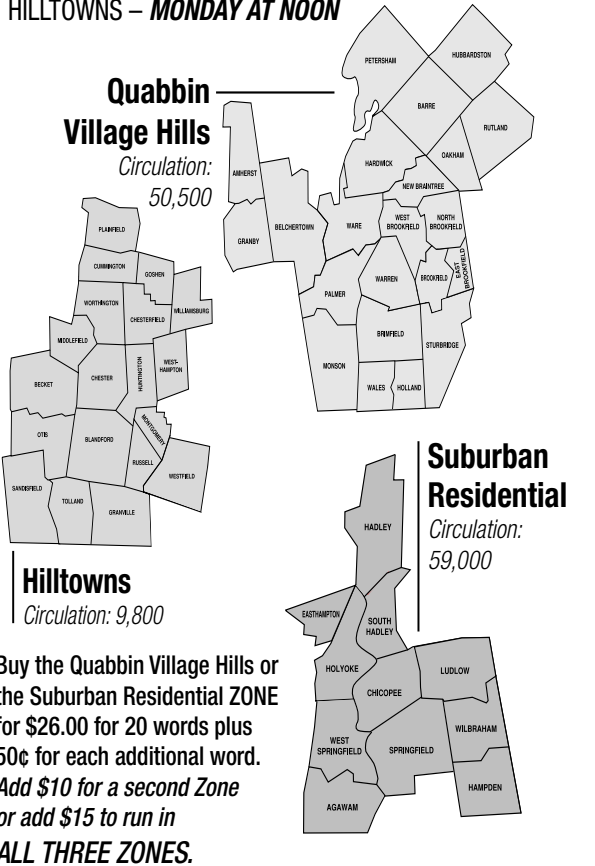 HILLTOWNS – MONDAY AT NOON
Quabbin
Village Hills
Circulation:
50,500
PETERSHAM
HUBBARDSTON
BARRE
RUTLAND
HARDWICK
OAKHAM
NEW BRAINTREE
AMHERST
GRANBY
BELCHERTOWN
WARE
WEST
BROOKFIELD
NORTH
BROOKFIELD
PALMER
WARREN
BROOKFIELD
EAST
BROOKFIELD
MONSON
BRIMFIELD
STURBRIDGE
WALES
HOLLAND
PLAINFIELD
CUMMINGTON
GOSHEN
WORTHINGTON
CHESTERFIELD
WILLIAMSBURG
MIDDLEFIELD
BECKET
CHESTER
HUNTINGTON
WEST-
HAMPTON
OTIS
BLANDFORD
MONTGOMERY
RUSSELL
WESTFIELD
SANDISFIELD
TOLLAND
GRANVILLE
Hilltowns
Circulation: 9,800
Suburban
Residential
Circulation:
59,000
HADLEY
EASTHAMPTON
SOUTH
HADLEY
HOLYOKE
CHICOPEE
LUDLOW
WEST
SPRINGFIELD
SPRINGFIELD
WILBRAHAM
AGAWAM
HAMPDEN
Buy the Quabbin Village Hills or
the Suburban Residential ZONE
for $26.00 for 20 words plus
50¢ for each additional word.
Add $10 for a second Zone
or add $15 to run in
ALL THREE ZONES.